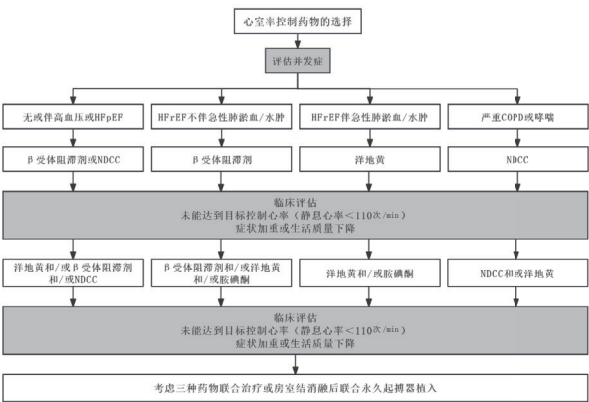 心室率控制药物的选择
评估并发症
无或伴高血压或HFpEF
HFrEF不伴急性肺淤血/水肿
HFrEF伴急性肺淤血/水肿
严重COPD或哮喘
β受体阻滞剂或NDCC
β受体阻滞剂
洋地黄
NDCC
临床评估
未能达到目标控制心率（静息心率＜110次/min）
症状加重或生活质量下降
洋地黄和/或β受体阻滞剂
和/或NDCC
β受体阻滞剂和/或洋地黄
和/或胺碘酮
洋地黄和/或胺碘酮
NDCC和或洋地黄
临床评估
未能达到目标控制心率（静息心率＜110次/min）
症状加重或生活质量下降
考虑三种药物联合治疗或房室结消融后联合永久起搏器植入